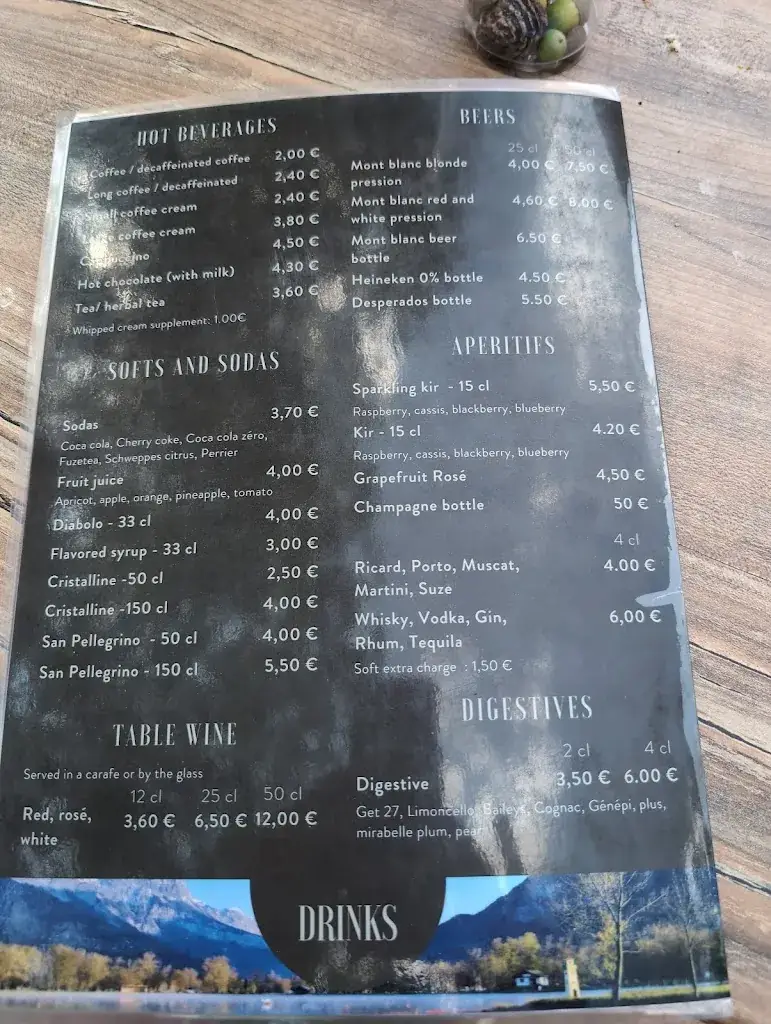 HOT BEVERAGES
Coffee / decaffeinated coffee 2,00 €
Long coffee / decaffeinated 2,40 €
Small coffee cream 2,40 €
coffee cream 3,80 €
Cappuccino 4,50 €
Hot chocolate (with milk) 4,30 €
Tea/ herbal tea 3,60 €
Whipped cream supplement: 1.00€
SOFTS AND SODAS
Sodas 3,70 €
Coca cola, Cherry coke, Coca cola zéro,
Fuzetea, Schweppes citrus, Perrier
Fruit juice 4,00 €
Apricot, apple, orange, pineapple, tomato
Diabolo - 33 cl 4,00 €
Flavored syrup - 33 cl 3,00 €
Cristalline -50 cl 2,50 €
Cristalline -150 cl 4,00 €
San Pellegrino - 50 cl 4,00 €
San Pellegrino - 150 cl 5,50 €
TABLE WINE
Served in a carafe or by the glass
12 cl 25 cl 50 cl
Red, rosé, 3,60 € 6,50 € 12,00 €
white
BEERS
25 cl 50 cl
Mont blanc blonde 4,00 € 7,50 €
pression
Mont blanc red and 4,60 € 8.00 €
white pression
Mont blanc beer 6.50 €
bottle
Heineken 0% bottle 4.50 €
Desperados bottle 5.50 €
APERITIFS
Sparkling kir - 15 cl 5,50 €
Raspberry, cassis, blackberry, blueberry
Kir - 15 cl 4.20 €
Raspberry, cassis, blackberry, blueberry
Grapefruit Rosé 4,50 €
Champagne bottle 50 €
4 cl
Ricard, Porto, Muscat, 4.00 €
Martini, Suze
Whisky, Vodka, Gin, 6,00 €
Rhum, Tequila
Soft extra charge : 1,50 €
DIGESTIVES
2 cl 4 cl
Digestive 3,50 € 6.00 €
Get 27, Limoncello, Baileys, Cognac, Génépi, plus,
mirabelle plum, pear
DRINKS